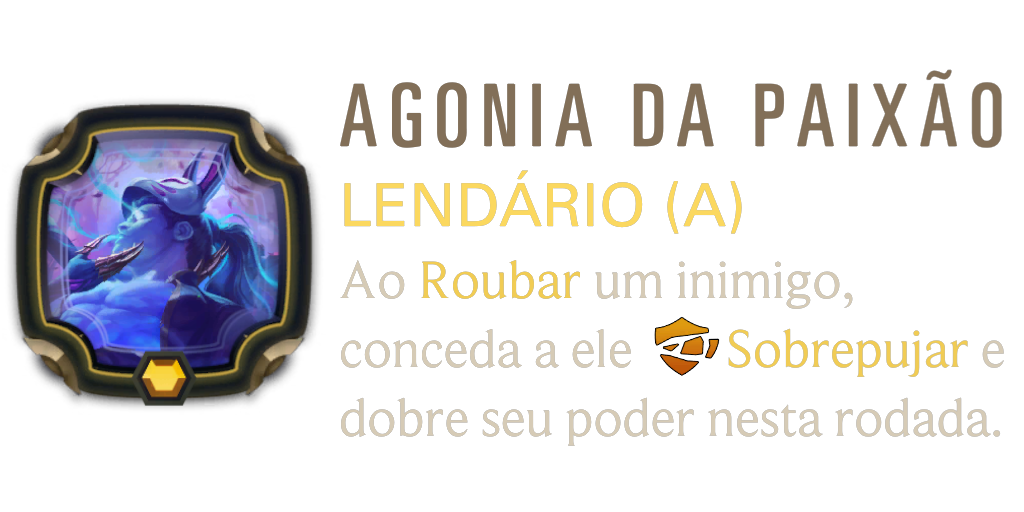 AGONIA DA PAIXÃO
LENDÁRIO (A)
Ao Roubar um inimigo,
conceda a ele Sobrepujar e
dobre seu poder nesta rodada.